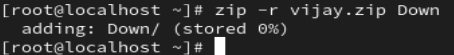 [root@localhost ~]# zip -r vijay.zip Down
  adding: Down/ (stored 0%)
[root@localhost ~]#